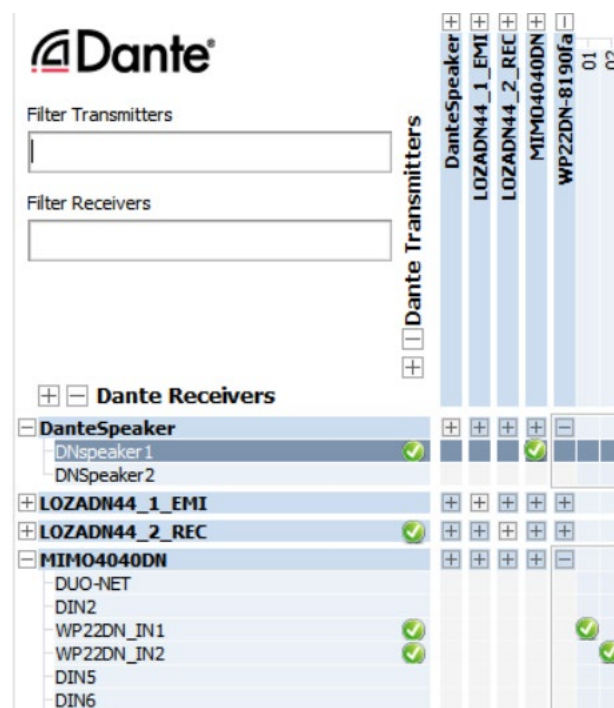 Dante®
Filter Transmitters
Filter Receivers
Dante Transmitters
DanteSpeaker
LOZADN44_1_EMI
LOZADN44_2_REC
MIMO4040DN
WP22DN-8190fa
01
02
Dante Receivers
DanteSpeaker
DNspeaker1
DNSpeaker2
LOZADN44_1_EMI
LOZADN44_2_REC
MIMO4040DN
DUO-NET
DIN2
WP22DN_IN1
WP22DN_IN2
DIN5
DIN6